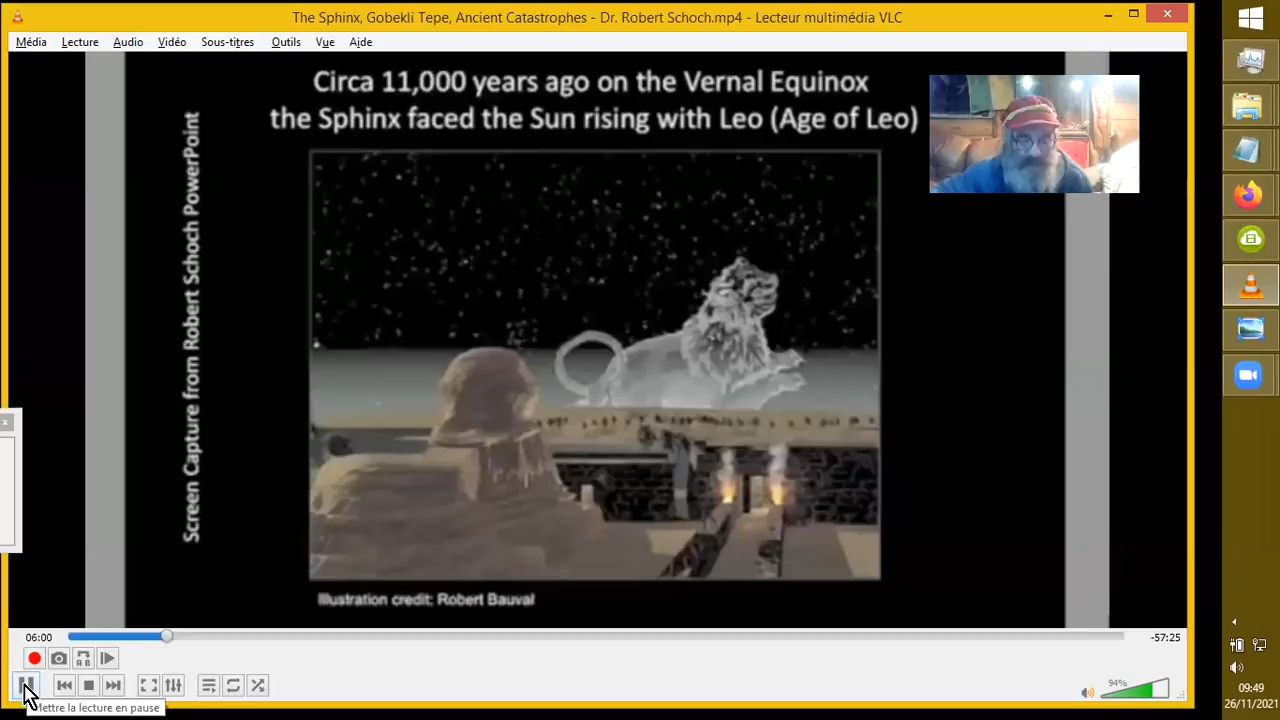 The Sphinx, Gobekli Tepe, Ancient Catastrophes - Dr. Robert Schoch.mp4 - Lecteur multimédia VLC
Média Lecture Audio Vidéo Sous-titres Outils Vue Aide
Circa 11,000 years ago on the Vernal Equinox
the Sphinx faced the Sun rising with Leo (Age of Leo)
Screen Capture from Robert Schoch PowerPoint
Illustration credit: Robert Bauval
06:00
-57:25
A B
94%
Mettre la lecture en pause
09:49
26/11/2021